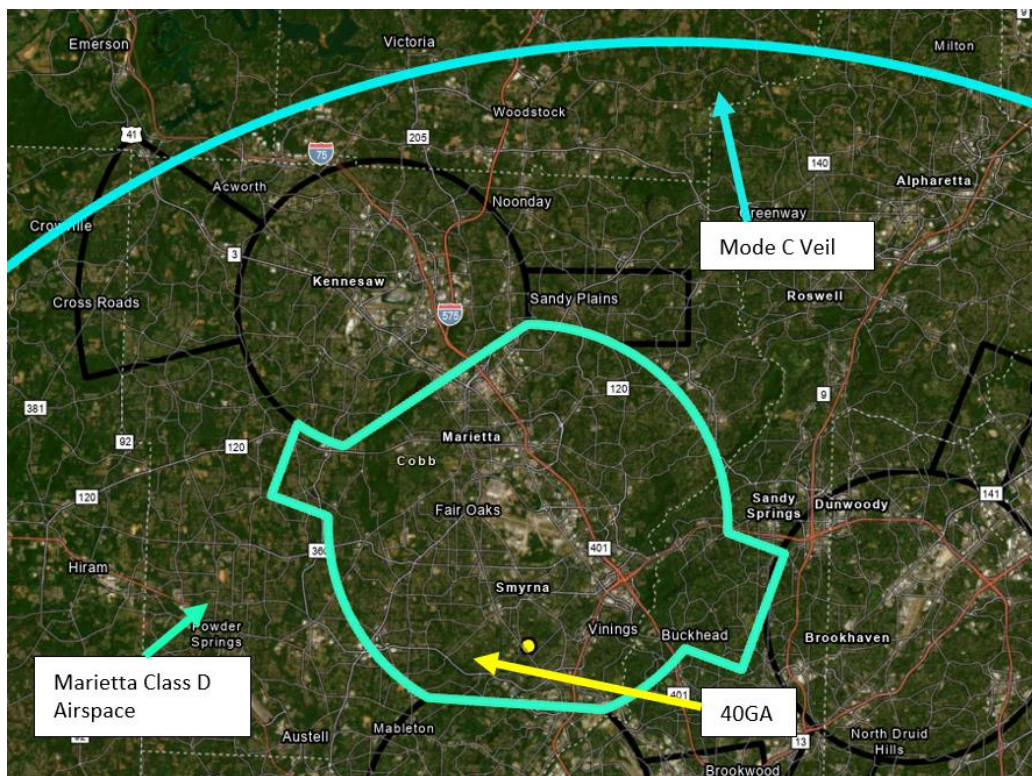 9
Emerson
Victoria
Milton
Woodstock
41
205
75
140
Acworth
Alpharetta
Noonday
Greenway
Mode C Veil
3
Kennesaw
Cross Roads
Sandy Plains
Roswell
575
120
9
381
92
120
Marietta
Cobb
120
Sandy
Springs
Dunwoody
141
Fair Oaks
401
Hiram
Smyrna
Powder
Springs
Vinings
Buckhead
Brookhaven
Marietta Class D
Airspace
401
40GA
Mableton
Austell
13
North Druid
Hills
Brookwood